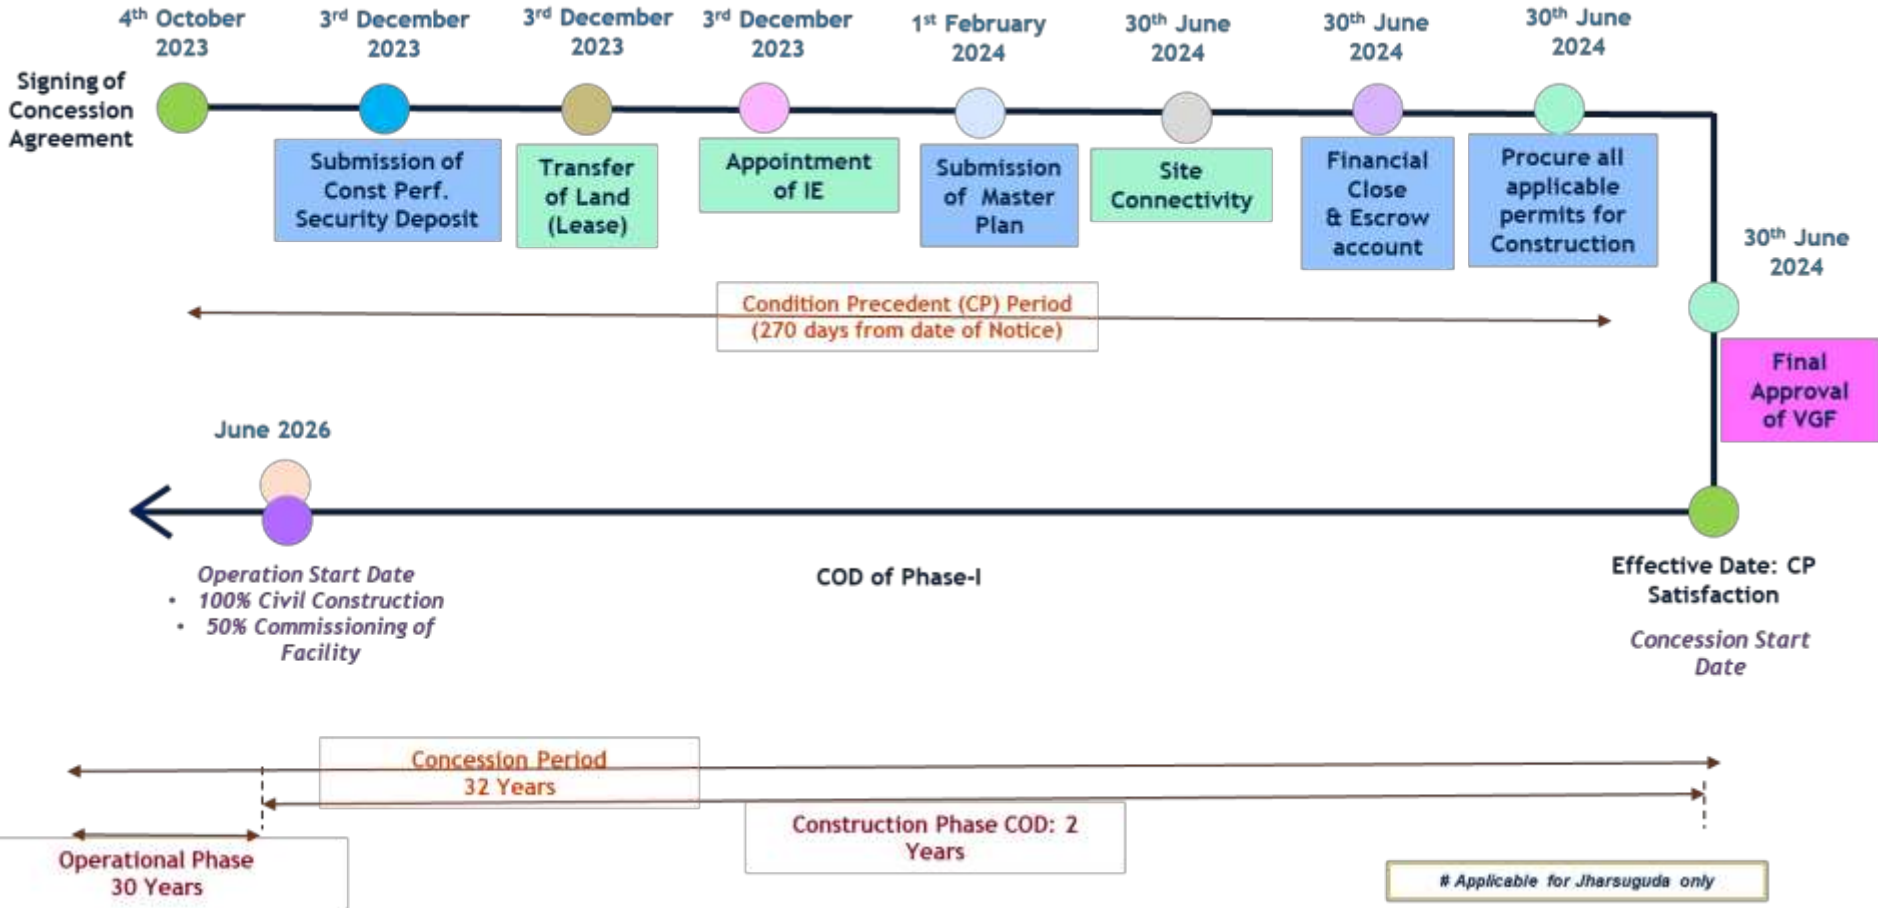 4th October
2023
3rd December
2023
3rd December
2023
3rd December
2023
1st February
2024
30th June
2024
30th June
2024
30th June
2024
Signing of
Concession
Agreement
Submission of
Const Perf.
Security Deposit
Transfer
of Land
(Lease)
Appointment
of IE
Submission
of Master
Plan
Site
Connectivity
Financial
Close
& Escrow
account
Procure all
applicable
permits for
Construction
30th June
2024
Condition Precedent (CP) Period
(270 days from date of Notice)
Final
Approval
of VGF
June 2026
Operation Start Date
• 100% Civil Construction
• 50% Commissioning of
Facility
COD of Phase-I
Effective Date: CP
Satisfaction
Concession Start
Date
Concession Period
32 Years
Construction Phase COD: 2
Years
Operational Phase
30 Years
# Applicable for Jharsuguda only